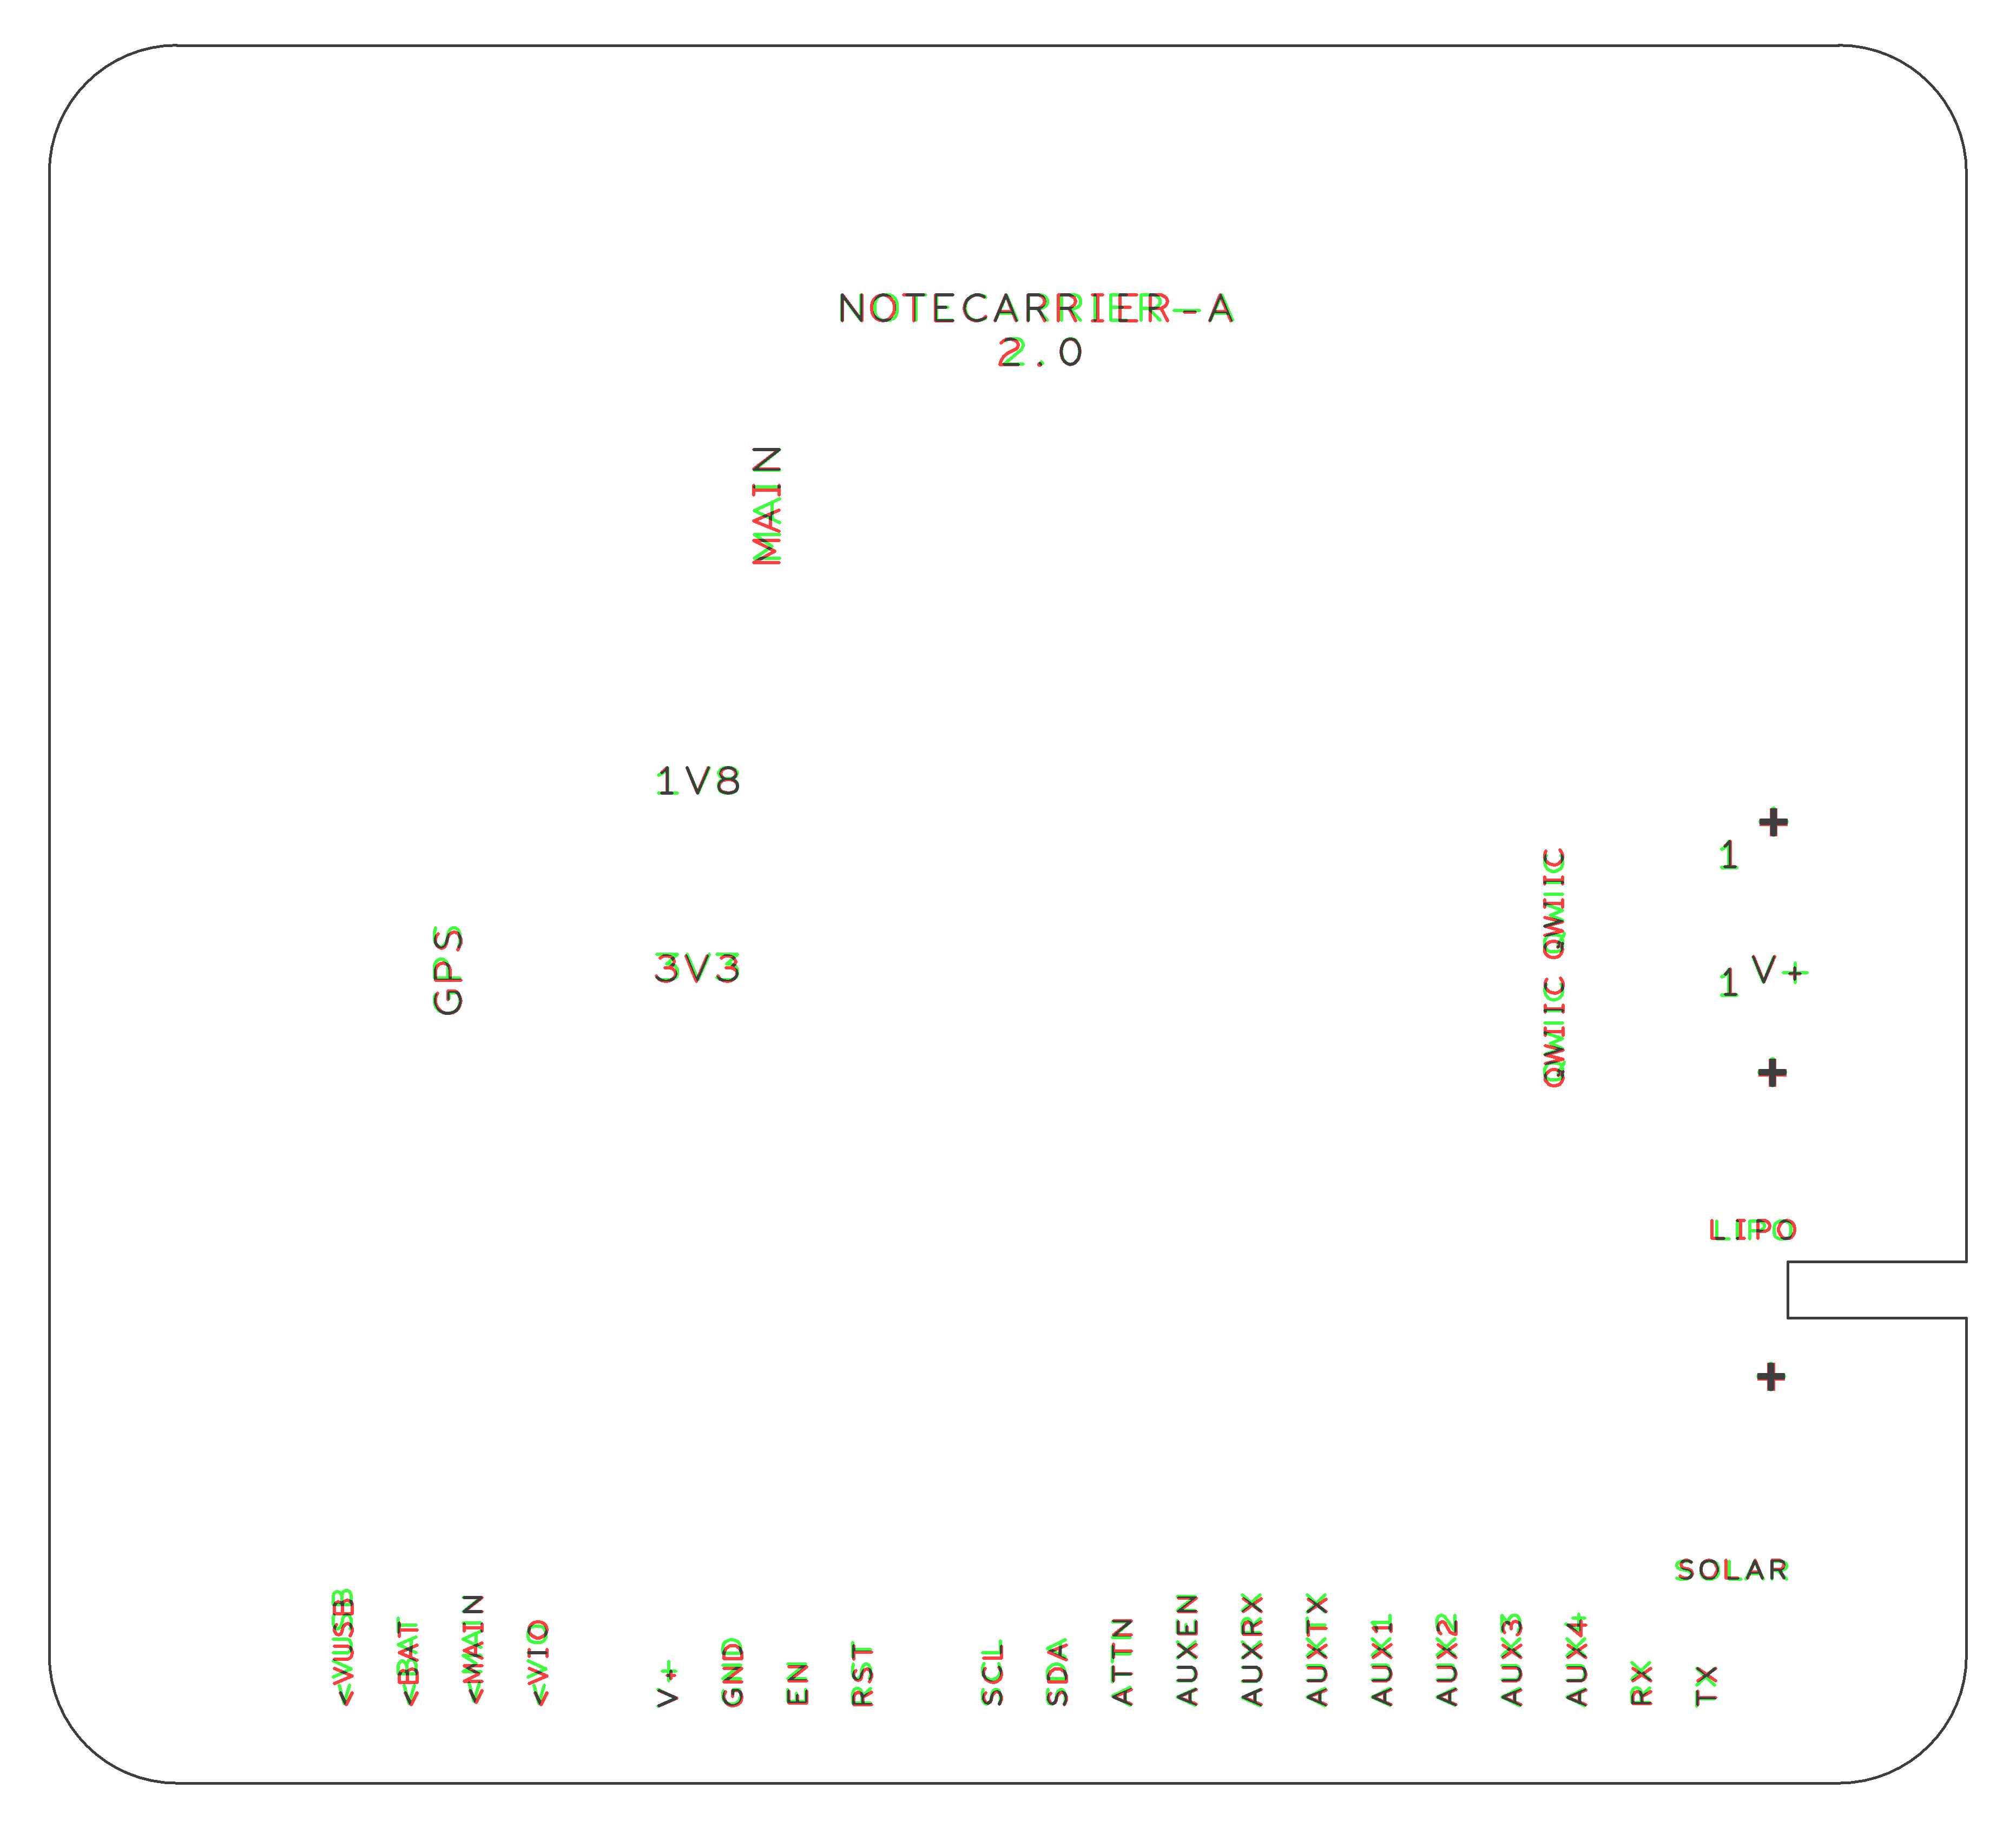 NOTECARRIER-A
2.0
MAIN
1V8
+
1
QWIIC
GPS
3V3
1
V+
QWIIC
+
LIPO
+
SOLAR
<VUSB
<BAT
<MAIN
<VIO
V+
GND
EN
RST
SCL
SDA
ATTN
AUXEN
AUXRX
AUXTX
AUX1
AUX2
AUX3
AUX4
RX
TX